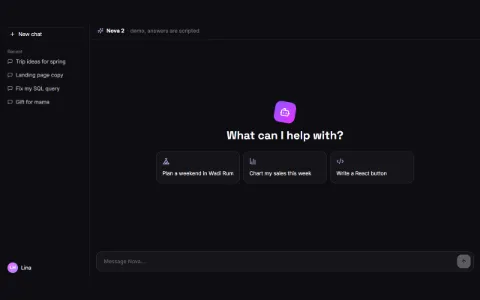 New chat
Recent
Trip ideas for spring
Landing page copy
Fix my SQL query
Gift for mama
Lina
Nova 2 · demo, answers are scripted
What can I help with?
Plan a weekend in Wadi Rum
Chart my sales this week
Write a React button
Message Nova...